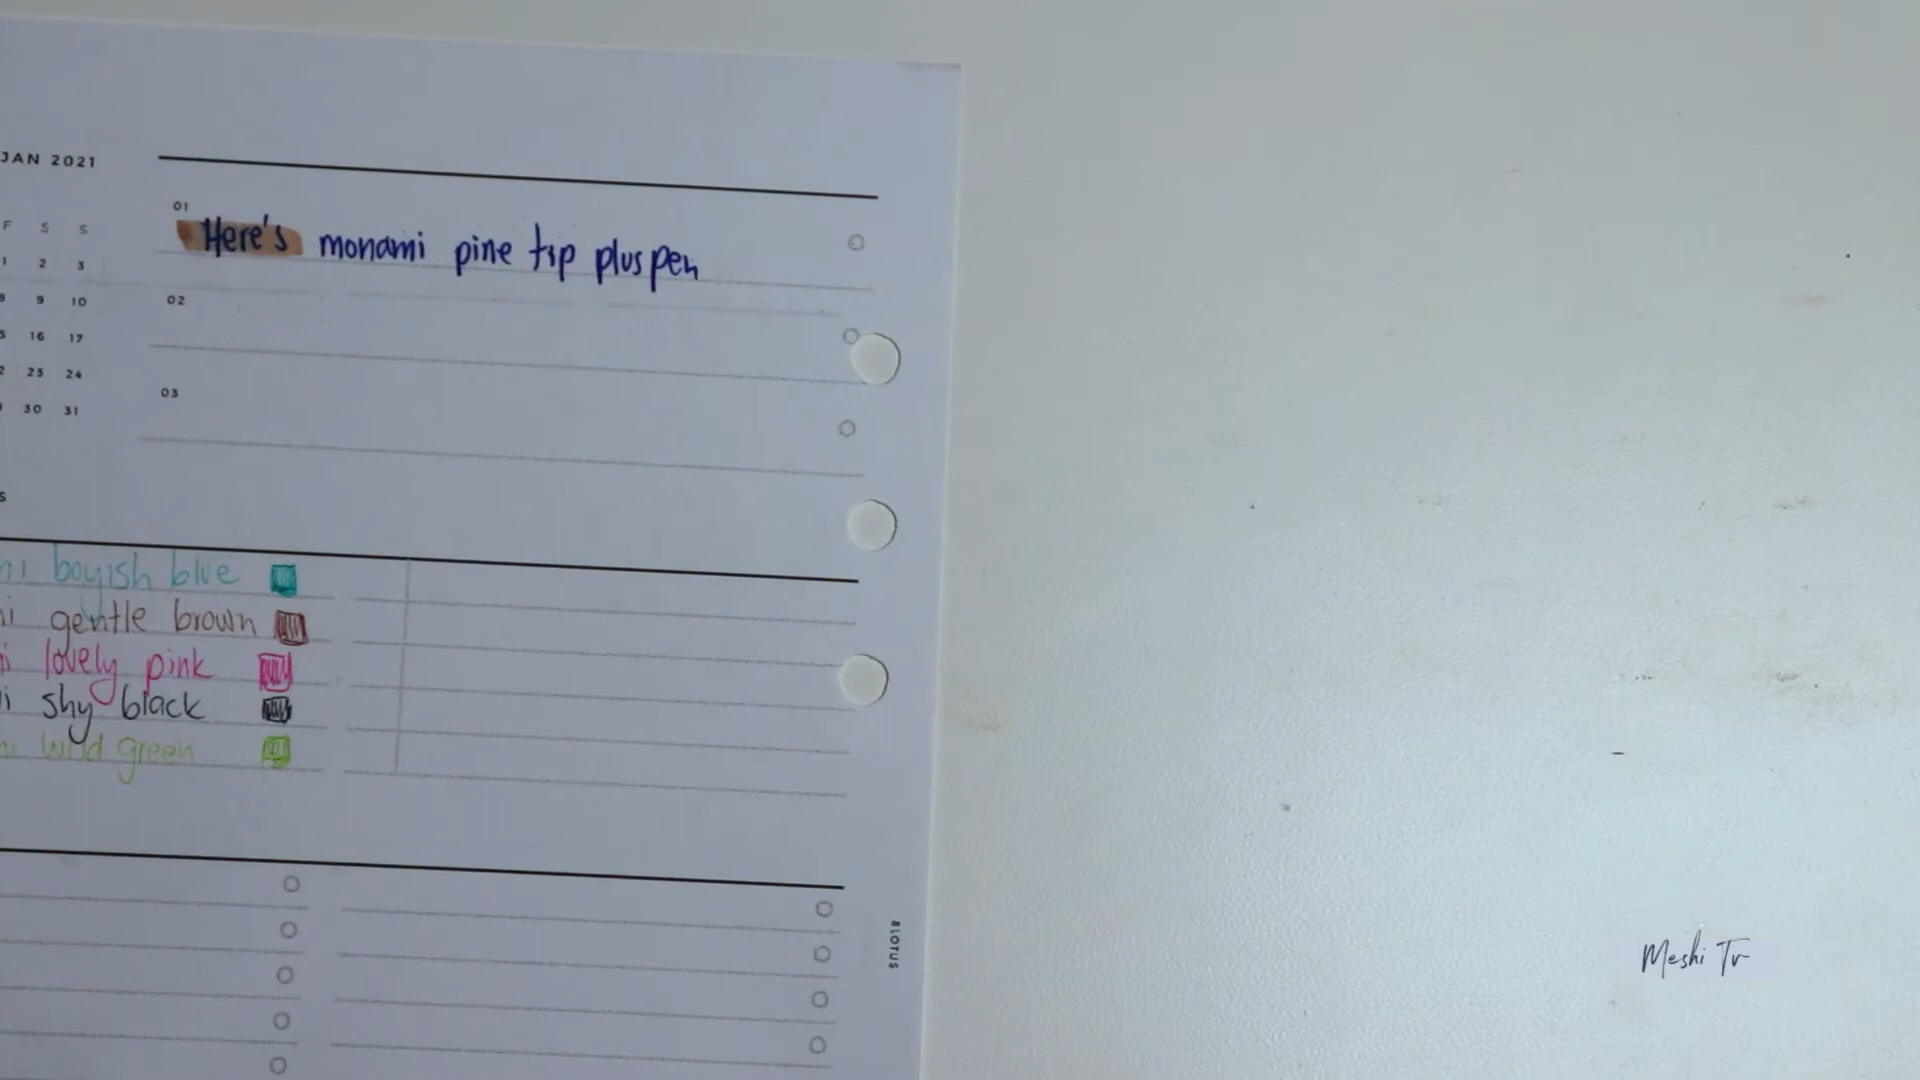 JAN 2021
01
Here's monami pine tip plus pen
F S S
1 2 3
9 10
02
16 17
23 24
03
30 31
S
boyish blue
gentle brown
lovely pink
shy black
wild green
8LOTUS
Meshi Tr